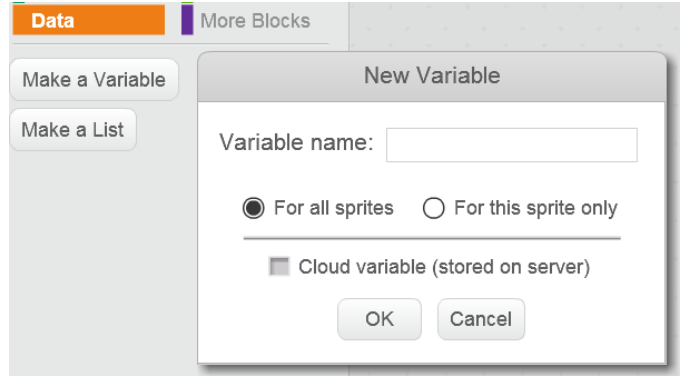 Data
More Blocks
Make a Variable
Make a List
New Variable
Variable name:
For all sprites
For this sprite only
Cloud variable (stored on server)
OK
Cancel